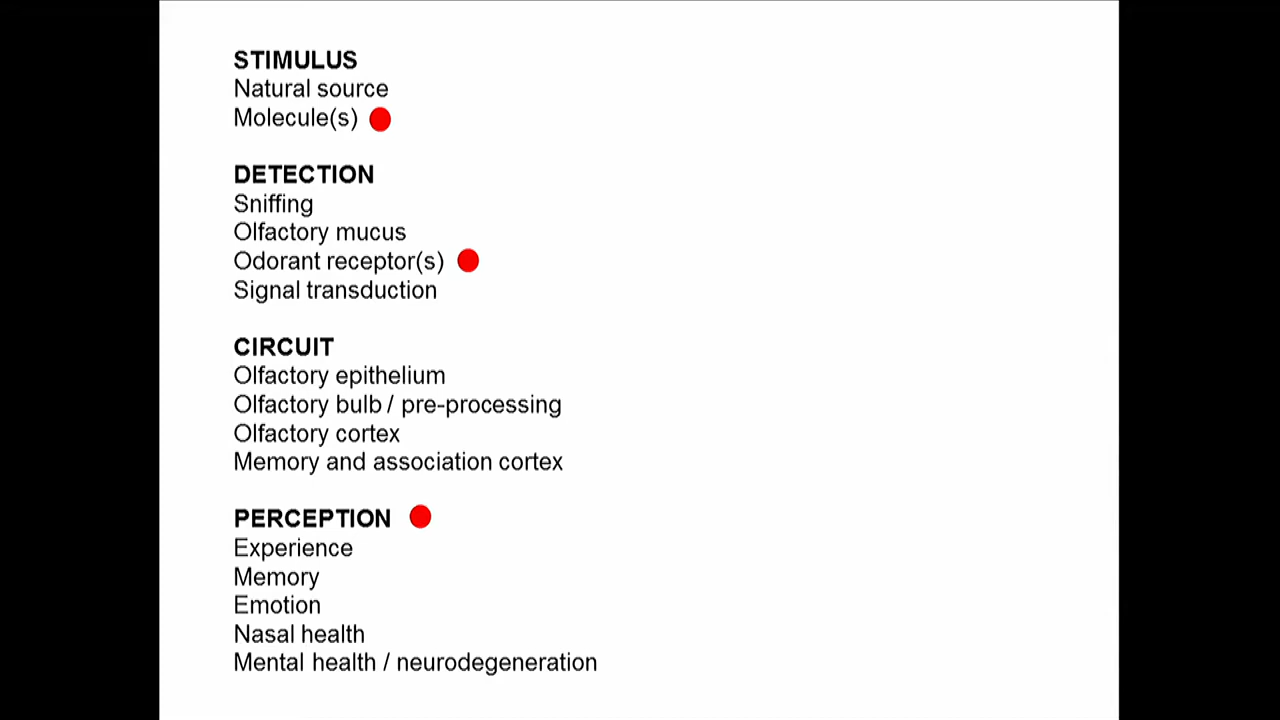 STIMULUS
Natural source
Molecule(s)
DETECTION
Sniffing
Olfactory mucus
Odorant receptor(s)
Signal transduction
CIRCUIT
Olfactory epithelium
Olfactory bulb / pre-processing
Olfactory cortex
Memory and association cortex
PERCEPTION
Experience
Memory
Emotion
Nasal health
Mental health / neurodegeneration